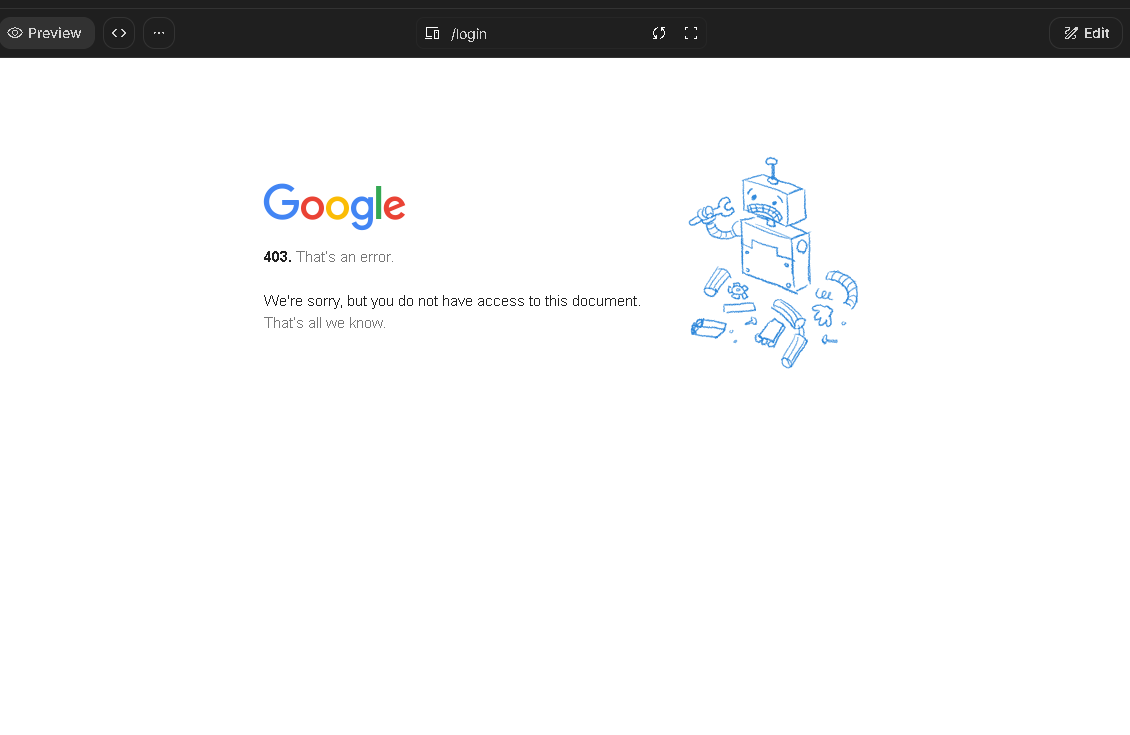 Preview
/login
Edit
Google
403. That's an error.
We're sorry, but you do not have access to this document.
That's all we know.